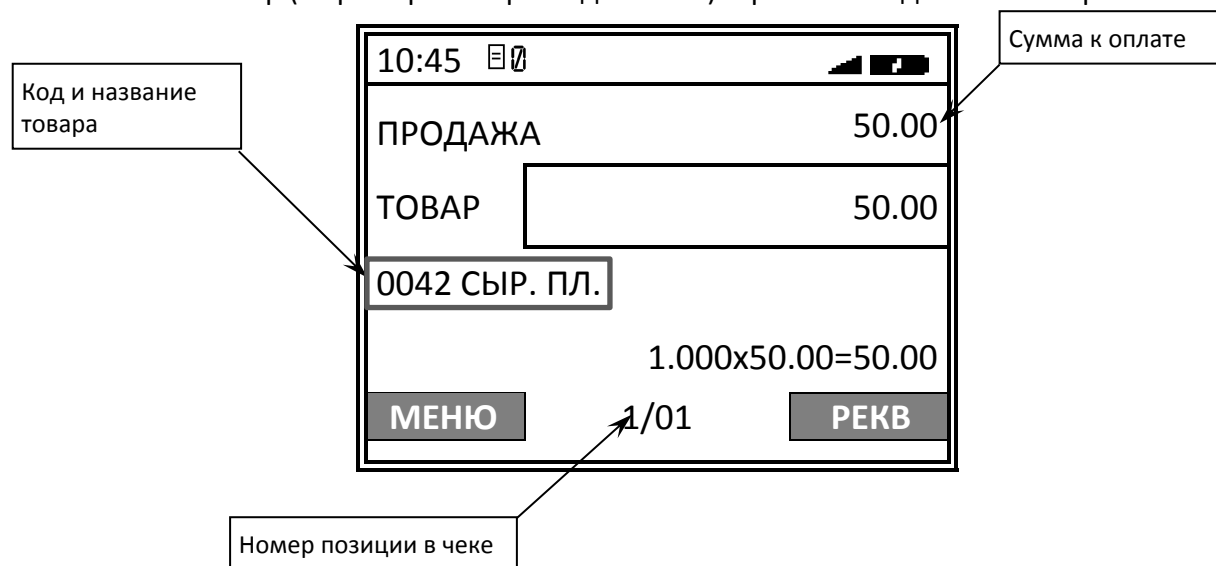 Сумма к оплате
10:45
Код и название
товара
ПРОДАЖА 50.00
ТОВАР 50.00
0042 СЫР. ПЛ.
1.000x50.00=50.00
МЕНЮ 1/01 РЕКВ
Номер позиции в чеке